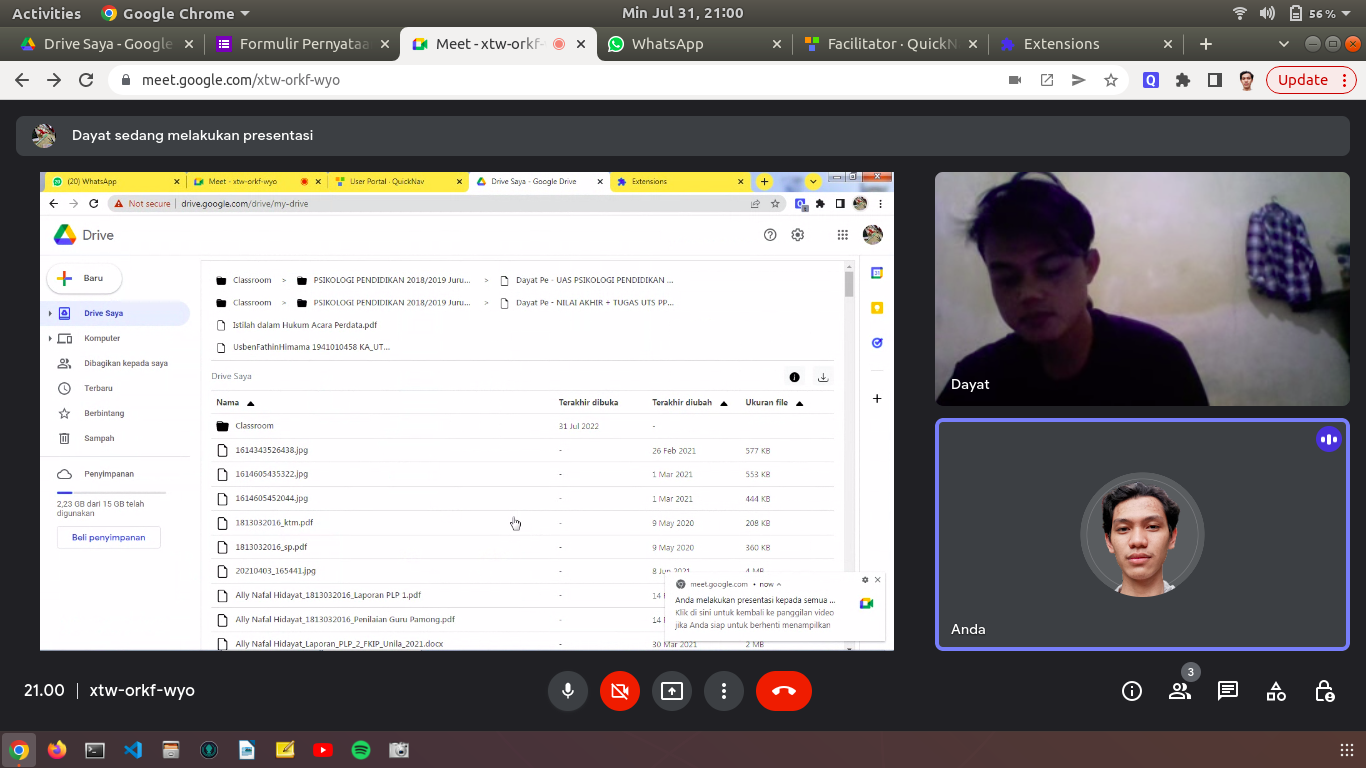 Activities
Google Chrome
Min Jul 31, 21:00
56 %
Drive Saya - Google
Formulir Pernyataa
Meet - xtw-orkf-
WhatsApp
Facilitator · QuickN
Extensions
meet.google.com/xtw-orkf-wyo
Update
Dayat sedang melakukan presentasi
(20) WhatsApp
Meet - xtw-orkf-wyo
User Portal · QuickNav
Drive Saya - Google Drive
Extensions
Not secure
drive.google.com/drive/my-drive
Drive
Baru
Drive Saya
Komputer
Dibagikan kepada saya
Terbaru
Berbintang
Sampah
Penyimpanan
2,23 GB dari 15 GB telah
digunakan
Beli penyimpanan
Classroom > PSIKOLOGI PENDIDIKAN 2018/2019 Juru... > Dayat Pe - UAS PSIKOLOGI PENDIDIKAN ...
Classroom > PSIKOLOGI PENDIDIKAN 2018/2019 Juru... > Dayat Pe - NILAI AKHIR + TUGAS UTS PP...
Istilah dalam Hukum Acara Perdata.pdf
UsbenFathinHimama 1941010458 KA_UT...
Drive Saya
Nama Terakhir dibuka Terakhir diubah Ukuran file
Classroom 31 Jul 2022 -
1614343526438.jpg - 26 Feb 2021 577 KB
1614605435322.jpg - 1 Mar 2021 553 KB
1614605452044.jpg - 1 Mar 2021 444 KB
1813032016_ktm.pdf - 9 May 2020 208 KB
1813032016_sp.pdf - 9 May 2020 360 KB
20210403_165441.jpg - 8 Jun 2021 4 MB
Ally Nafal Hidayat_1813032016_Laporan PLP 1.pdf - 14
Ally Nafal Hidayat_1813032016_Penilaian Guru Pamong.pdf - 14
Ally Nafal Hidayat_Laporan_PLP_2_FKIP_Unila_2021.docx - 30 Mar 2021 2 MB
meet.google.com • now
Anda melakukan presentasi kepada semua ...
Klik di sini untuk kembali ke panggilan video
jika Anda siap untuk berhenti menampilkan
Dayat
Anda
21.00 | xtw-orkf-wyo
3